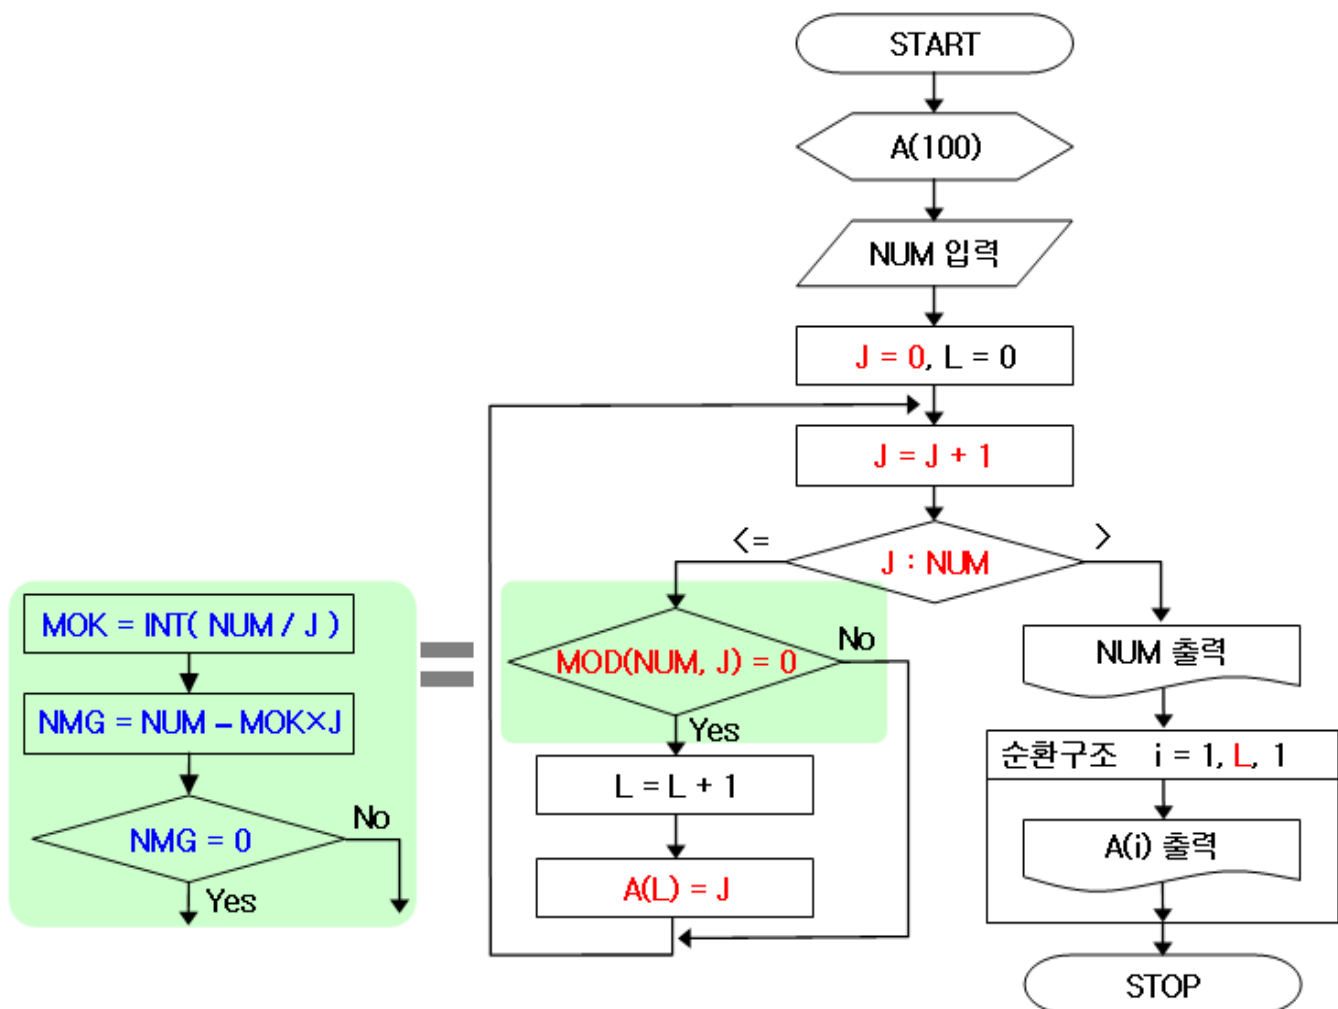 START
A(100)
NUM 입력
J = 0, L = 0
J = J + 1
<=
J : NUM
>
MOD(NUM, J) = 0
No
Yes
L = L + 1
A(L) = J
NUM 출력
순환구조 i = 1, L, 1
A(i) 출력
STOP
=
MOK = INT( NUM / J )
NMG = NUM – MOK×J
NMG = 0
No
Yes